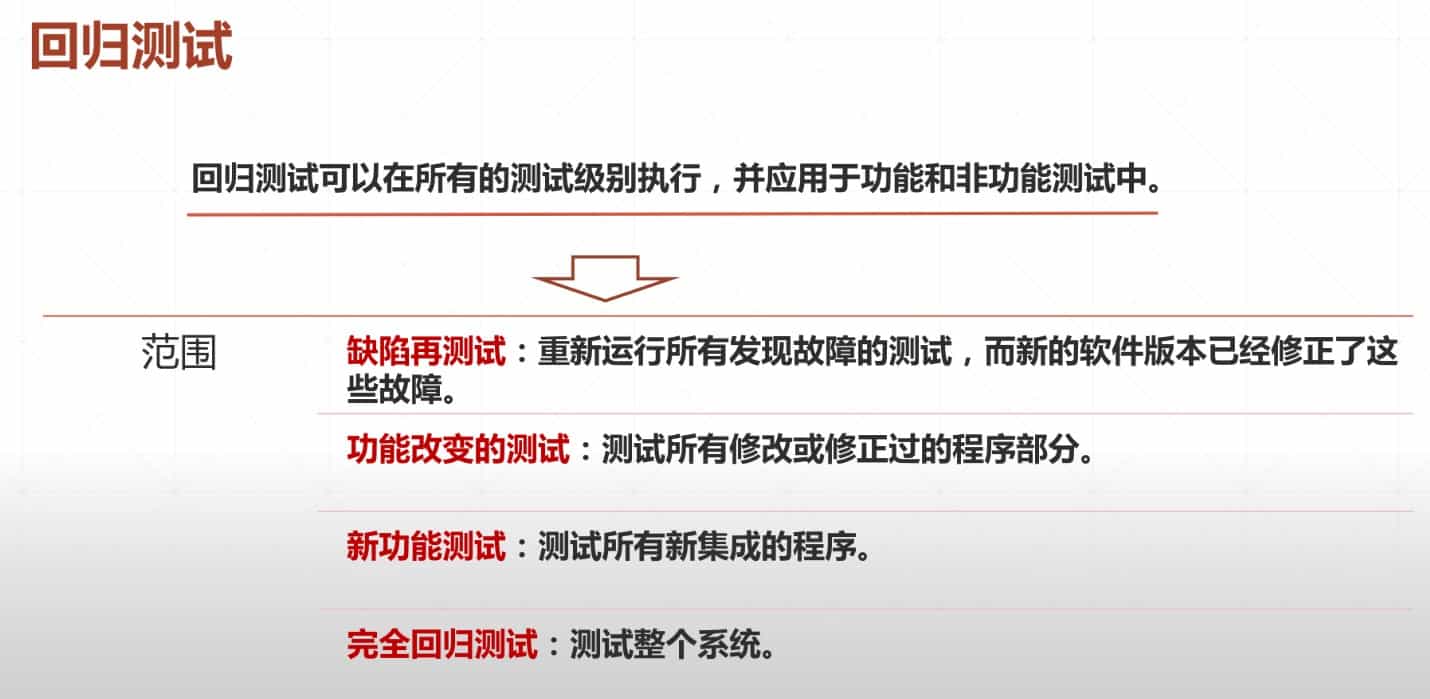 回归测试
回归测试可以在所有的测试级别执行，并应用于功能和非功能测试中。
范围
缺陷再测试：重新运行所有发现故障的测试，而新的软件版本已经修正了这
些故障。
功能改变的测试：测试所有修改或修正过的程序部分。
新功能测试：测试所有新集成的程序。
完全回归测试：测试整个系统。